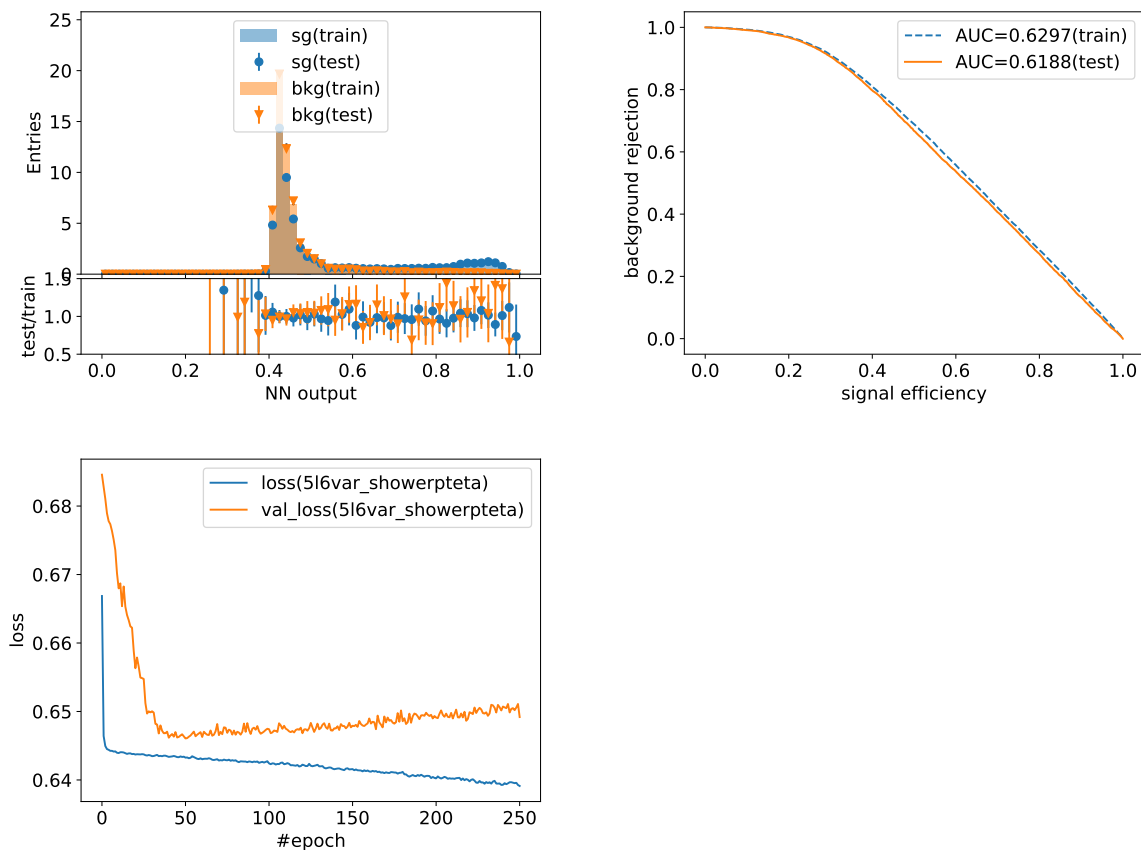 25
20
15
10
5
0
Entries
sg(train)
sg(test)
bkg(train)
bkg(test)
1.5
1.0
0.5
test/train
0.0 0.2 0.4 0.6 0.8 1.0
NN output
1.0
0.8
0.6
0.4
0.2
0.0
background rejection
AUC=0.6297(train)
AUC=0.6188(test)
0.0 0.2 0.4 0.6 0.8 1.0
signal efficiency
0.68
0.67
0.66
0.65
0.64
loss
loss(5l6var_showerpteta)
val_loss(5l6var_showerpteta)
0 50 100 150 200 250
#epoch